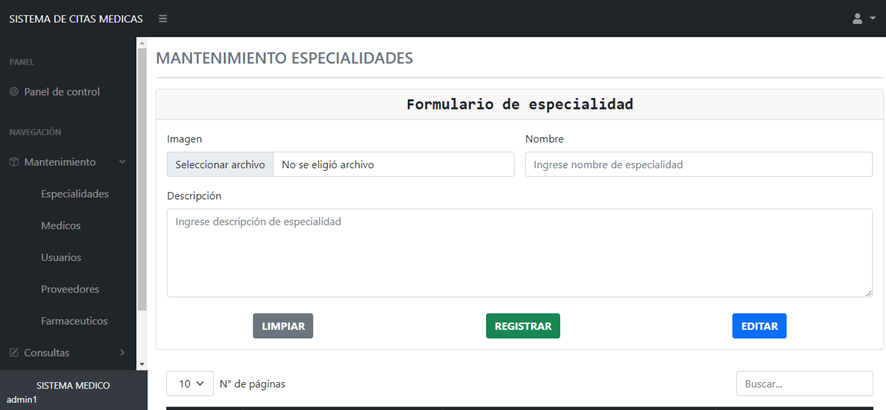 SISTEMA DE CITAS MEDICAS
PANEL
Panel de control
NAVEGACIÓN
Mantenimiento
Especialidades
Medicos
Usuarios
Proveedores
Farmaceuticos
Consultas
SISTEMA MEDICO
admin1
MANTENIMIENTO ESPECIALIDADES
Formulario de especialidad
Imagen
Nombre
Seleccionar archivo No se eligió archivo
Ingrese nombre de especialidad
Descripción
Ingrese descripción de especialidad
LIMPIAR
REGISTRAR
EDITAR
10 N° de páginas
Buscar...